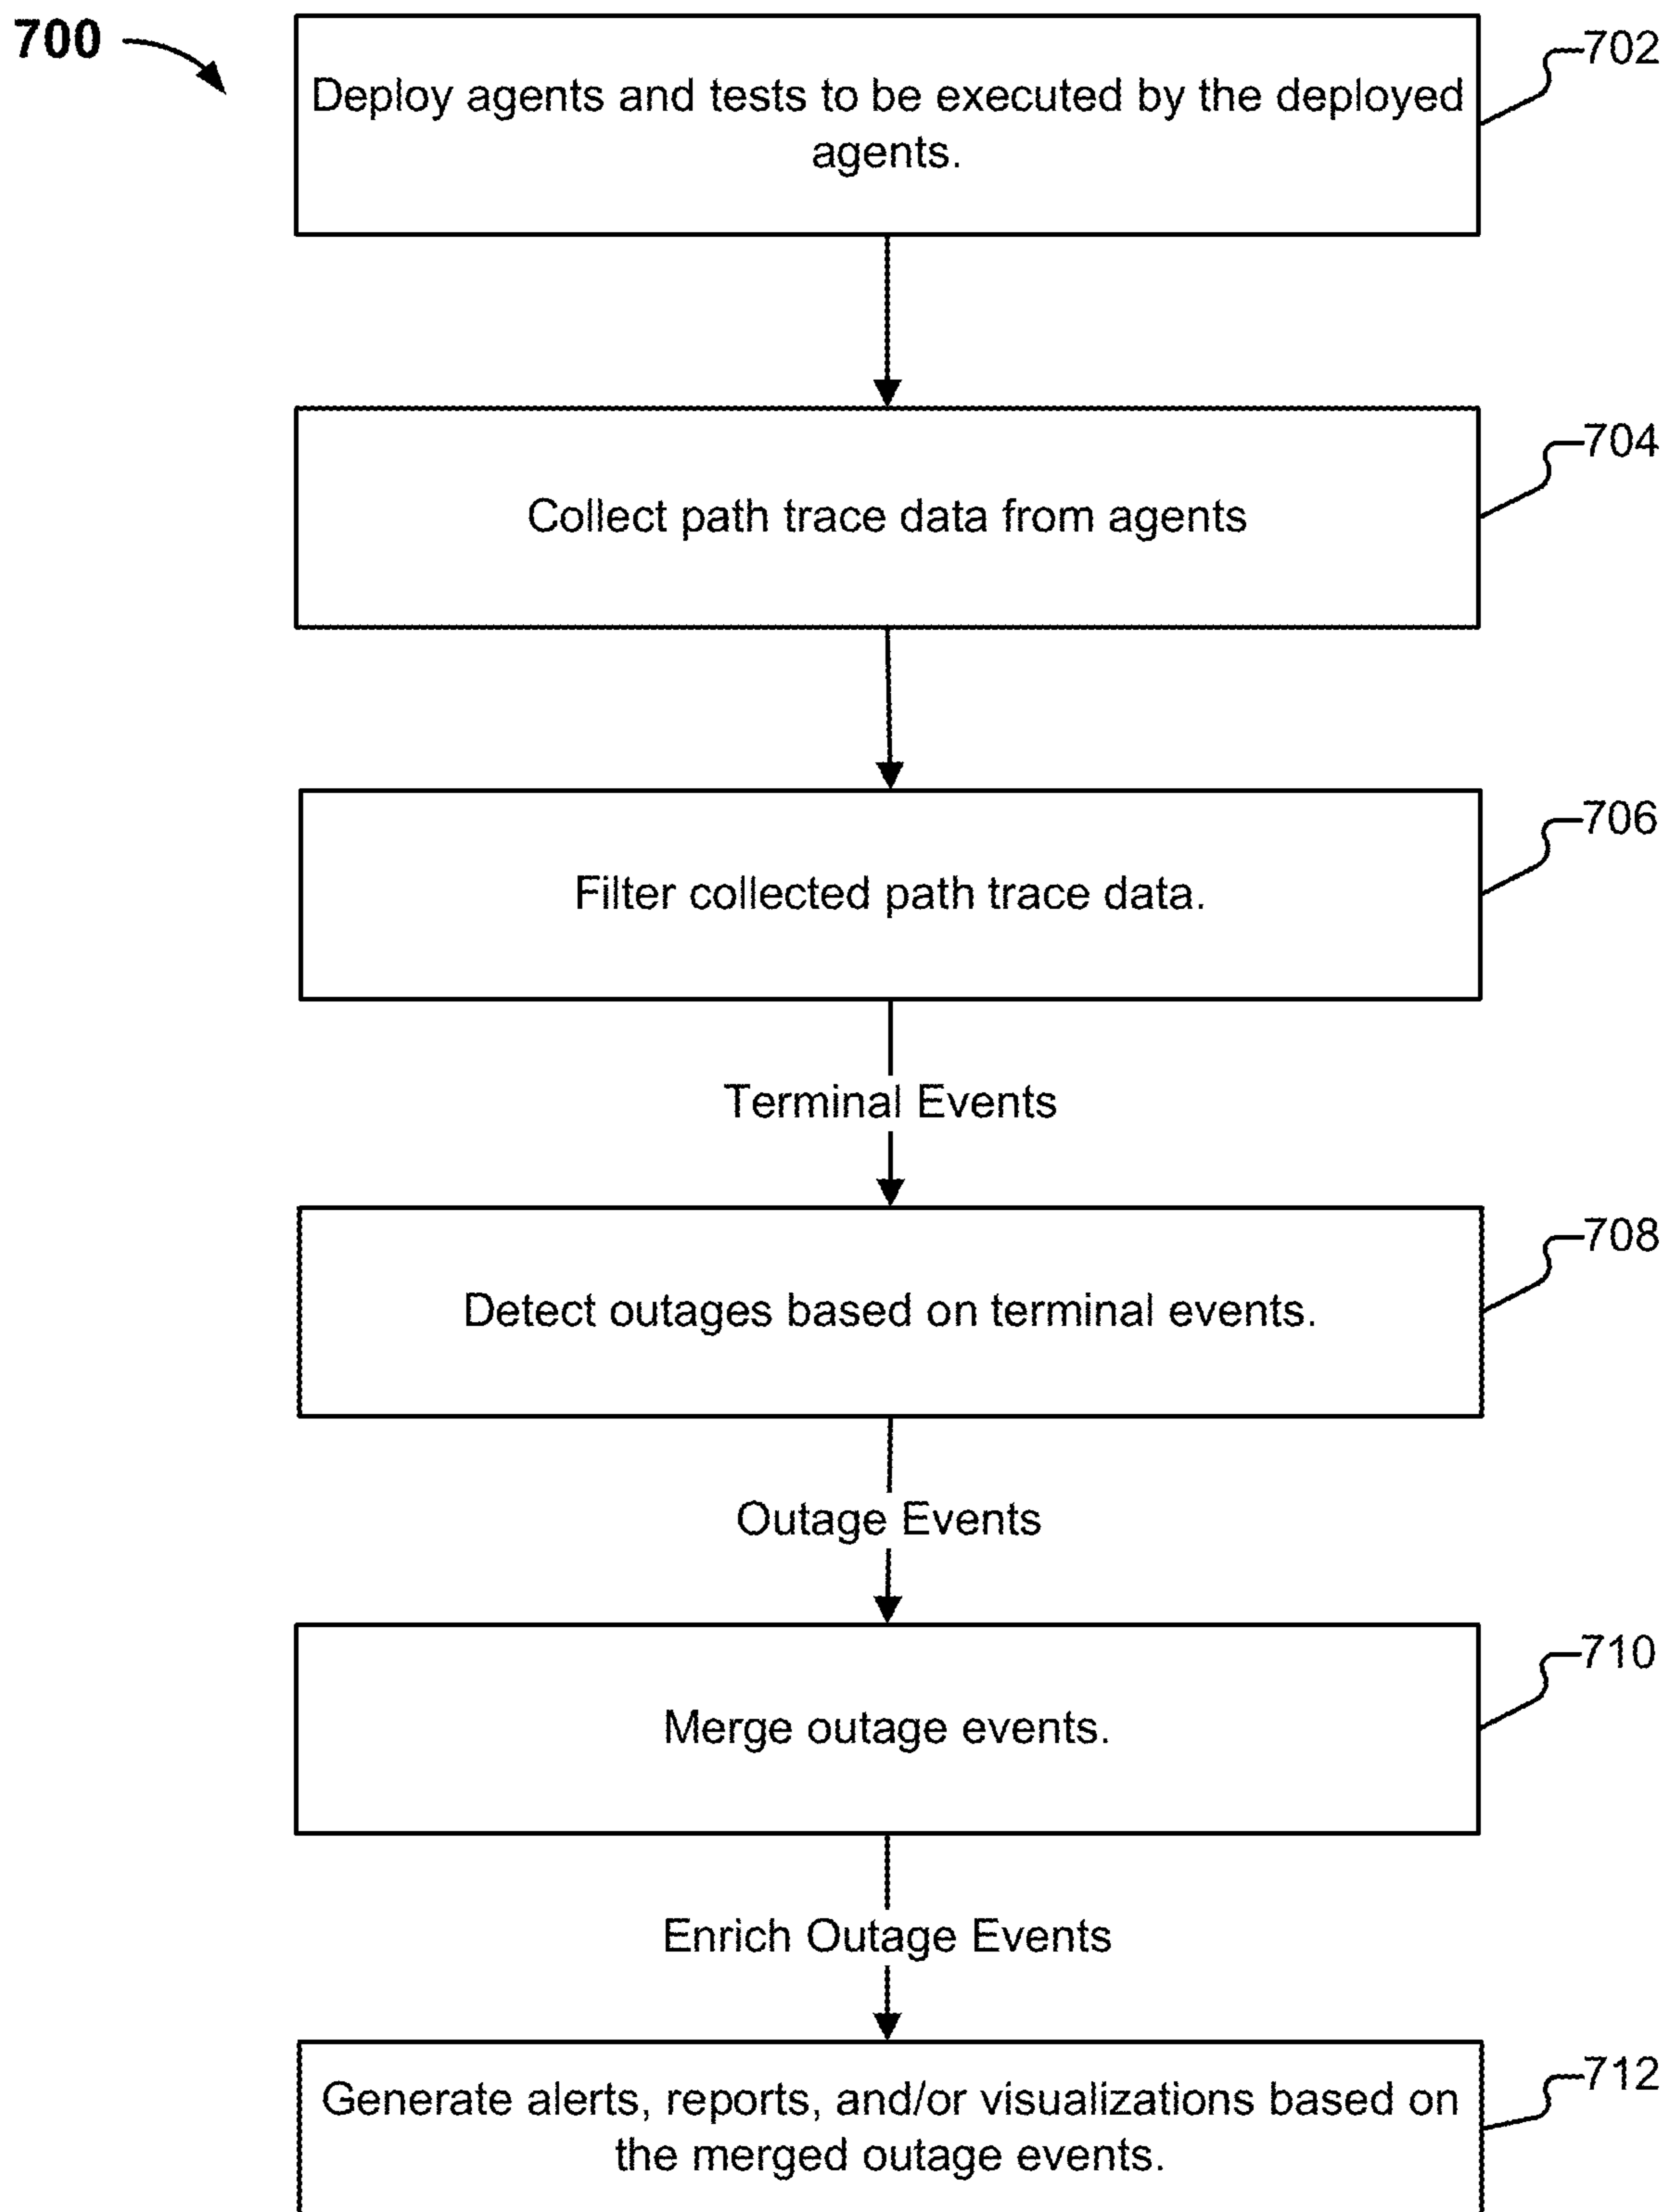 700
702
Deploy agents and tests to be executed by the deployed
agents.
704
Collect path trace data from agents
706
Filter collected path trace data.
Terminal Events
708
Detect outages based on terminal events.
Outage Events
710
Merge outage events.
Enrich Outage Events
712
Generate alerts, reports, and/or visualizations based on
the merged outage events.